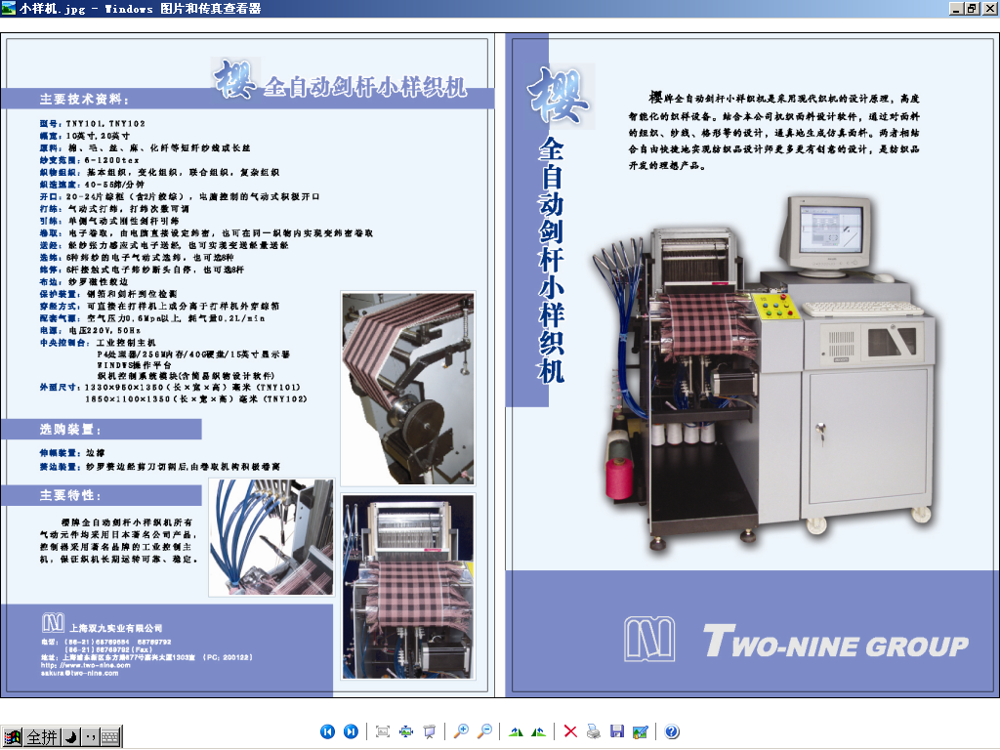 小样机.jpg - Windows 图片和传真查看器
樱 全自动剑杆小样织机
主要技术资料：
型号：TNY101, TNY102
幅宽：10英寸,20英寸
原料：棉、毛、丝、麻、化纤等短纤纱线或长丝
纱支范围：6-1200tex
织物组织：基本组织，变化组织，联合组织，复杂组织
织造速度：40-55纬/分钟
开口：20-24片综框（含2片绞综），电脑控制的气动式积极开口
打纬：气动式打纬，打纬次数可调
引纬：单侧气动式刚性剑杆引纬
卷取：电子卷取，由电脑直接设定纬密，也可在同一织物内实现变纬密卷取
送经：经纱张力感应式电子送经，也可实现变送经量送经
选纬：6种纬纱的电子气动式选纬，也可选8种
纬停：6杆接触式电子纬纱断头自停，也可选8杆
布边：纱罗磁性绞边
保护装置：钢筘和剑杆到位检测
穿经方式：可直接在打样机上或分离于打样机外穿综筘
配套气源：空气压力0.6Mpa以上, 耗气量0.2L/min
电源：电压220V, 50Hz
中央控制台：工业控制主机
P4处理器/256M内存/40G硬盘/15英寸显示器
WINDWS操作平台
织机控制系统模块(含简易织物设计软件)
外型尺寸：1330×950×1350（长×宽×高）毫米（TNY101）
1850×1100×1350（长×宽×高）毫米（TNY102）
选购装置：
伸幅装置：边撑
废边装置：纱罗废边经剪刀切割后,由卷取机构积极卷离
主要特性：
樱牌全自动剑杆小样织机所有
气动元件均采用日本著名公司产品，
控制器采用著名品牌的工业控制主
机，保证织机长期运转可靠、稳定。
上海双九实业有限公司
电话：(86-21)58769684 58769792
(86-21)58769792(Fax)
地址：上海浦东新区东方路877号嘉兴大厦1303室 （PC：200122）
http：//www.two-nine.com
sakura@two-nine.com
樱
全自动剑杆小样织机
樱牌全自动剑杆小样织机是采用现代织机的设计原理，高度
智能化的织样设备。结合本公司机织面料设计软件，通过对面料
的组织、纱线、格形等的设计，逼真地生成仿真面料。两者相结
合自由快捷地实现纺织品设计师更多更有创意的设计，是纺织品
开发的理想产品。
TWO-NINE GROUP
全拼